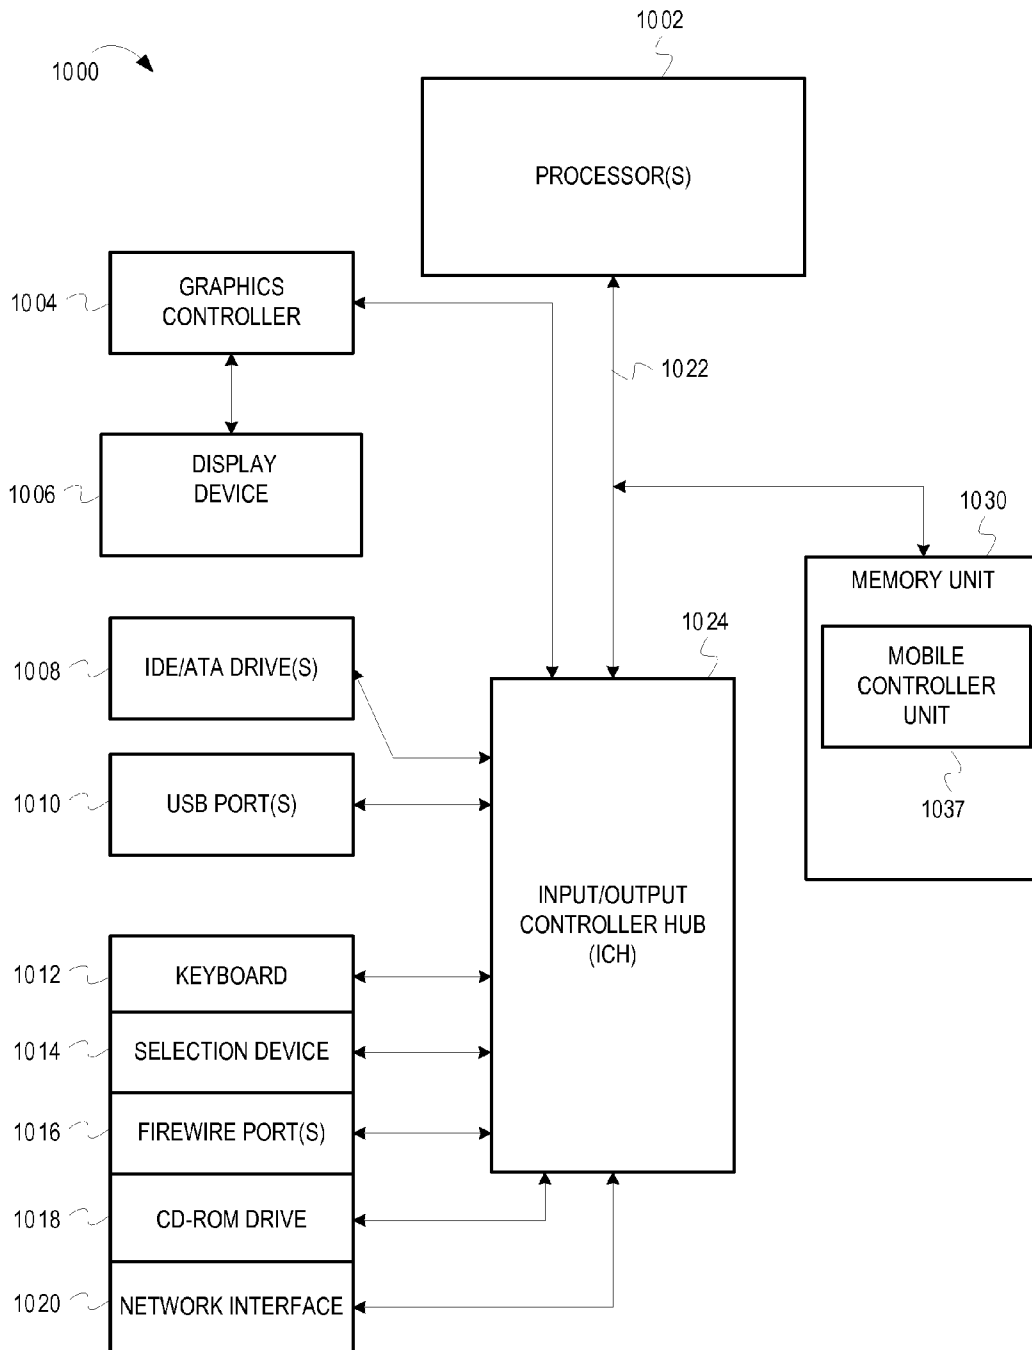 1002
1000
PROCESSOR(S)
GRAPHICS
CONTROLLER
1004
1022
DISPLAY
DEVICE
1006
1030
MEMORY UNIT
1024
IDE/ATA DRIVE(S)
1008
MOBILE
CONTROLLER
UNIT
USB PORT(S)
1010
1037
INPUT/OUTPUT
CONTROLLER HUB
(ICH)
KEYBOARD
1012
SELECTION DEVICE
1014
FIREWIRE PORT(S)
1016
CD-ROM DRIVE
1018
NETWORK INTERFACE
1020